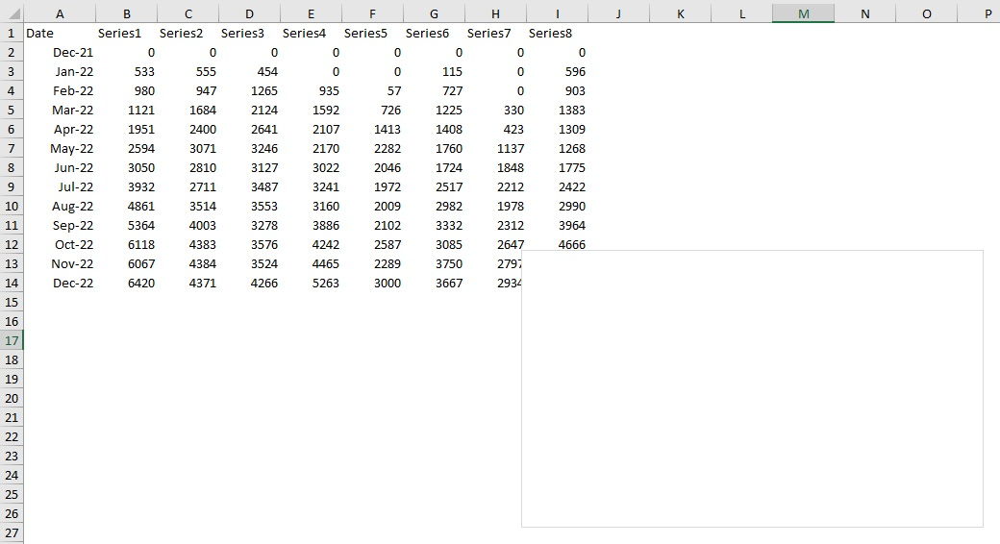 A B C D E F G H I J K L M N O P
1 Date Series1 Series2 Series3 Series4 Series5 Series6 Series7 Series8
2 Dec-21 0 0 0 0 0 0 0 0
3 Jan-22 533 555 454 0 0 115 0 596
4 Feb-22 980 947 1265 935 57 727 0 903
5 Mar-22 1121 1684 2124 1592 726 1225 330 1383
6 Apr-22 1951 2400 2641 2107 1413 1408 423 1309
7 May-22 2594 3071 3246 2170 2282 1760 1137 1268
8 Jun-22 3050 2810 3127 3022 2046 1724 1848 1775
9 Jul-22 3932 2711 3487 3241 1972 2517 2212 2422
10 Aug-22 4861 3514 3553 3160 2009 2982 1978 2990
11 Sep-22 5364 4003 3278 3886 2102 3332 2312 3964
12 Oct-22 6118 4383 3576 4242 2587 3085 2647 4666
13 Nov-22 6067 4384 3524 4465 2289 3750 2797
14 Dec-22 6420 4371 4266 5263 3000 3667 2934
15
16
17
18
19
20
21
22
23
24
25
26
27